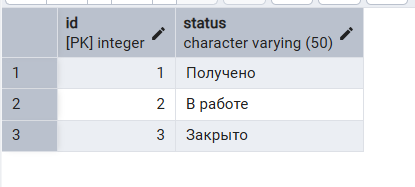 id status
[PK] integer character varying (50)
1 1 Получено
2 2 В работе
3 3 Закрыто